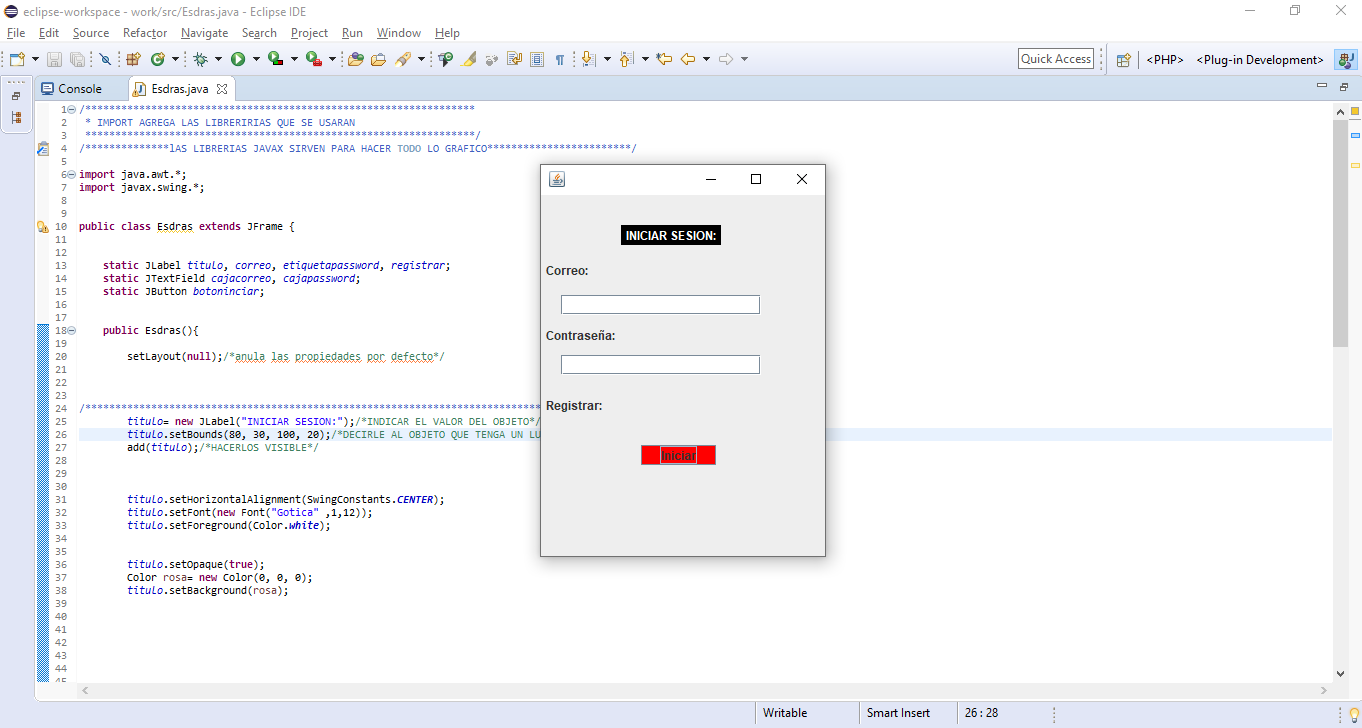 eclipse-workspace - work/src/Esdras.java - Eclipse IDE
File Edit Source Refactor Navigate Search Project Run Window Help
Quick Access <PHP> <Plug-in Development>
Console Esdras.java
1 /*****************************************************************
2 * IMPORT AGREGA LAS LIBRERIRIAS QUE SE USARAN
3 *****************************************************************/
4 /**************lAS LIBRERIAS JAVAX SIRVEN PARA HACER TODO LO GRAFICO************************/
5
6 import java.awt.*;
7 import javax.swing.*;
8
9
10 public class Esdras extends JFrame {
11
12
13 static JLabel titulo, correo, etiquetapassword, registrar;
14 static JTextField cajacorreo, cajapassword;
15 static JButton botoninciar;
16
17
18 public Esdras(){
19
20 setLayout(null);/*anula las propiedades por defecto*/
21
22
23
24 /****************************************************************************
25 titulo= new JLabel("INICIAR SESION:");/*INDICAR EL VALOR DEL OBJETO*/
26 titulo.setBounds(80, 30, 100, 20);/*DECIRLE AL OBJETO QUE TENGA UN LU
27 add(titulo);/*HACERLOS VISIBLE*/
28
29
30
31 titulo.setHorizontalAlignment(SwingConstants.CENTER);
32 titulo.setFont(new Font("Gotica" ,1,12));
33 titulo.setForeground(Color.white);
34
35
36 titulo.setOpaque(true);
37 Color rosa= new Color(0, 0, 0);
38 titulo.setBackground(rosa);
39
40
41
42
43
44
45
INICIAR SESION:
Correo:
Contraseña:
Registrar:
Iniciar
Writable Smart Insert 26 : 28